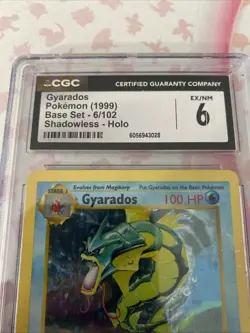 CGC
CERTIFIED GUARANTY COMPANY
Gyarados
Pokémon (1999)
Base Set - 6/102
Shadowless - Holo
EX/NM
6
6056943028
STAGE 1
Evolves from Magikarp
Put Gyarados on the Basic Pokémon
Gyarados
100 HP